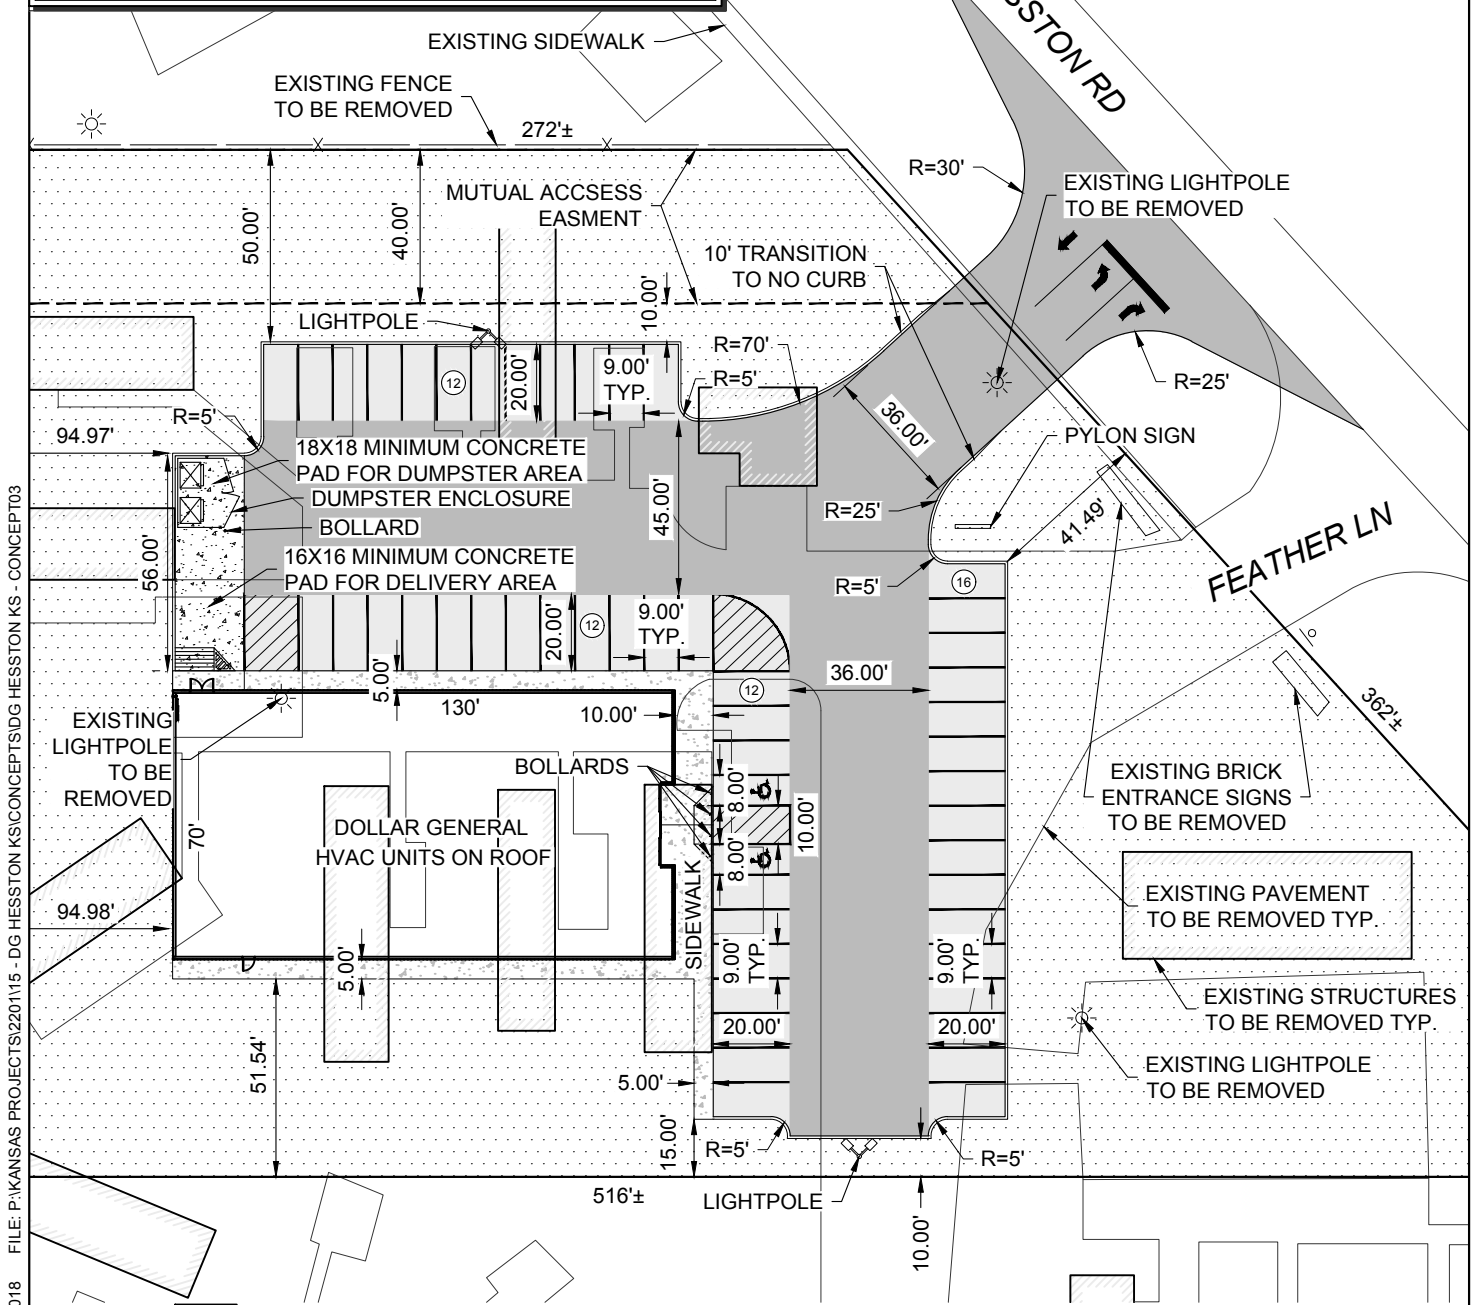 SSTON RD
EXISTING SIDEWALK
EXISTING FENCE
TO BE REMOVED
272'±
R=30'
EXISTING LIGHTPOLE
TO BE REMOVED
MUTUAL ACCSESS
EASMENT
50.00'
40.00'
10' TRANSITION
TO NO CURB
10.00'
LIGHTPOLE
R=70'
R=5'
R=25'
12
20.00'
9.00'
TYP.
R=5'
36.00'
94.97'
PYLON SIGN
18X18 MINIMUM CONCRETE
PAD FOR DUMPSTER AREA
DUMPSTER ENCLOSURE
BOLLARD
45.00'
R=25'
41.49'
FEATHER LN
56.00'
16X16 MINIMUM CONCRETE
PAD FOR DELIVERY AREA
R=5'
16
20.00'
12
9.00'
TYP.
5.00'
36.00'
12
130'
10.00'
362'±
EXISTING
LIGHTPOLE
TO BE
REMOVED
BOLLARDS
8.00'
10.00'
8.00'
EXISTING BRICK
ENTRANCE SIGNS
TO BE REMOVED
70'
DOLLAR GENERAL
HVAC UNITS ON ROOF
SIDEWALK
94.98'
EXISTING PAVEMENT
TO BE REMOVED TYP.
5.00'
9.00'
TYP.
9.00'
TYP.
EXISTING STRUCTURES
TO BE REMOVED TYP.
20.00'
20.00'
51.54'
5.00'
EXISTING LIGHTPOLE
TO BE REMOVED
15.00'
R=5'
R=5'
516'±
LIGHTPOLE
10.00'
018 FILE: P:\KANSAS PROJECTS\2201\15 - DG HESSTON KS\CONCEPTS\DG HESSTON KS - CONCEPT03